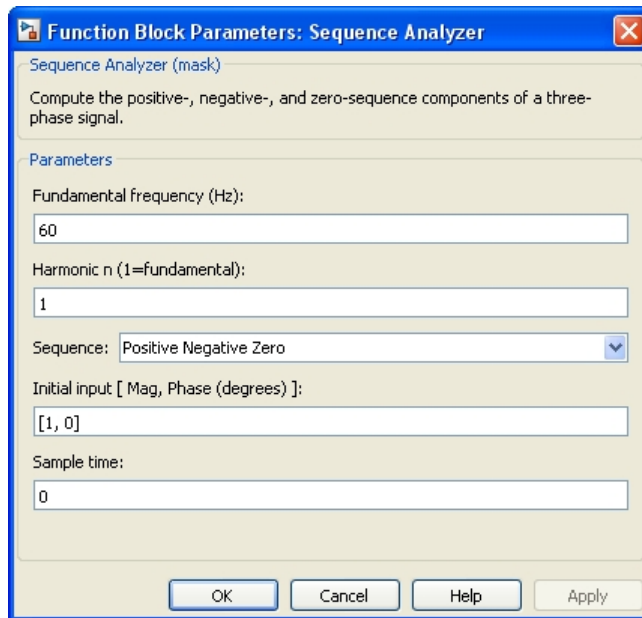 Function Block Parameters: Sequence Analyzer
Sequence Analyzer (mask)
Compute the positive-, negative-, and zero-sequence components of a three-
phase signal.
Parameters
Fundamental frequency (Hz):
60
Harmonic n (1=fundamental):
1
Sequence: Positive Negative Zero
Initial input [ Mag, Phase (degrees) ]:
[1, 0]
Sample time:
0
OK Cancel Help Apply